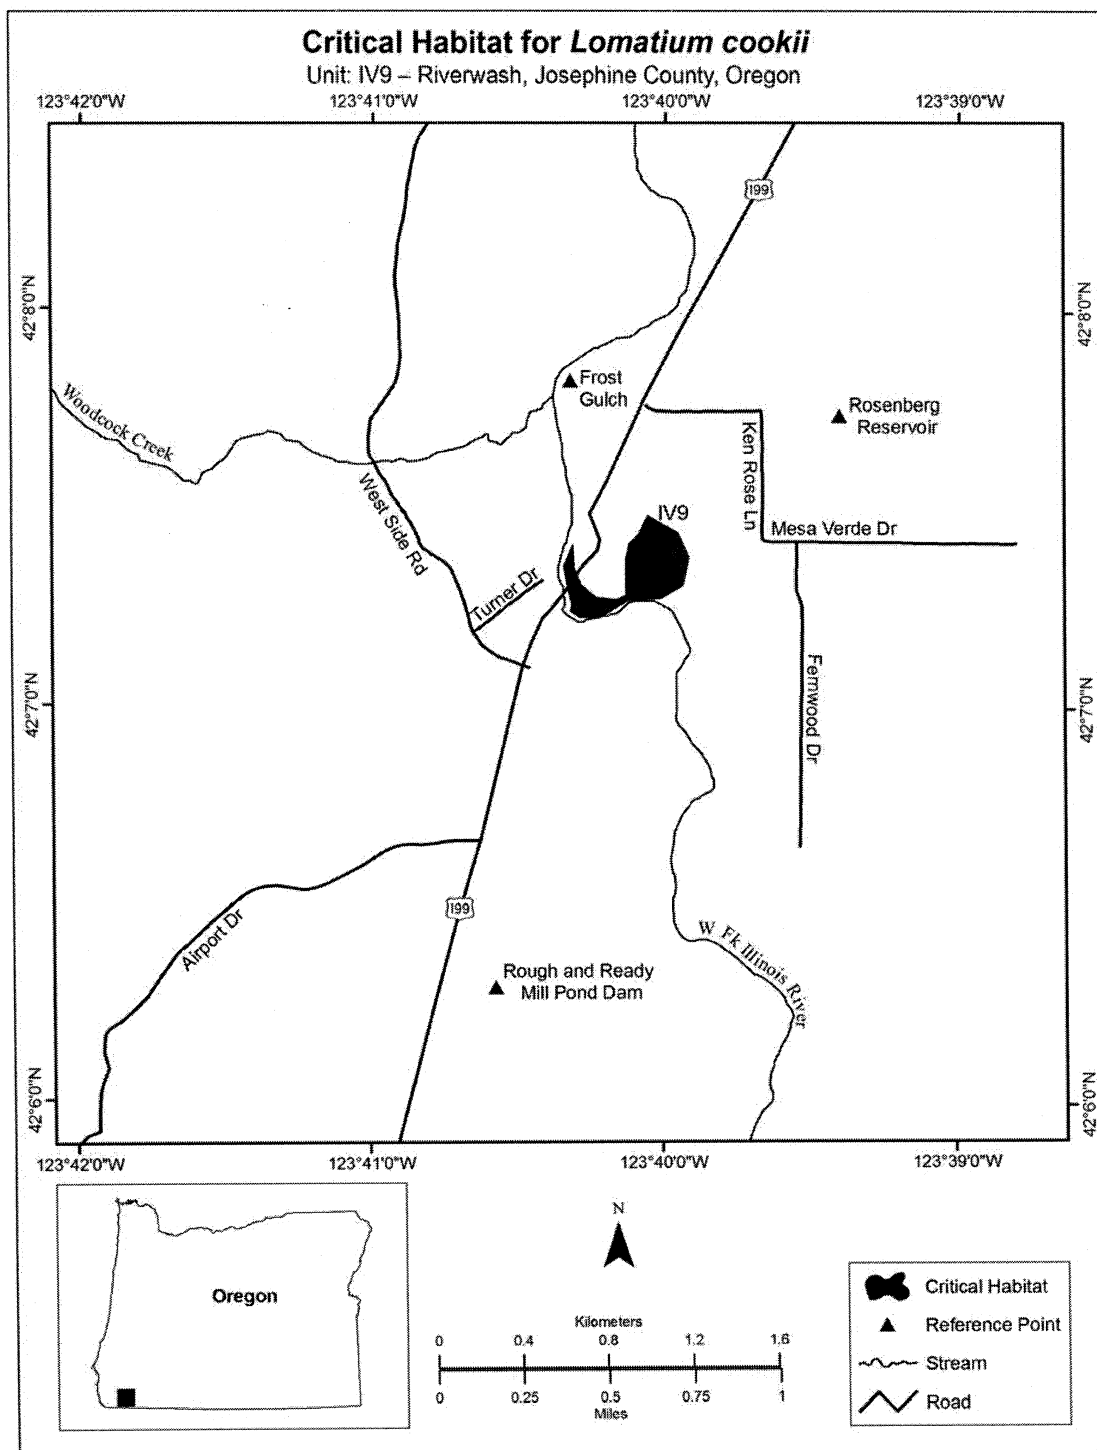 Critical Habitat for Lomatium cookii
Unit: IV9 – Riverwash, Josephine County, Oregon
123°42'0"W
123°41'0"W
123°40'0"W
123°39'0"W
199
42°8'0"N
42°8'0"N
Frost
Gulch
Woodcock Creek
Rosenberg
Reservoir
Ken Rose Ln
West Side Rd
IV9
Mesa Verde Dr
Turner Dr
Fernwood Dr
42°7'0"N
42°7'0"N
199
Airport Dr
W Fk Illinois River
Rough and Ready
Mill Pond Dam
42°6'0"N
42°6'0"N
123°42'0"W
123°41'0"W
123°40'0"W
123°39'0"W
Oregon
N
Kilometers
0 0.4 0.8 1.2 1.6
0 0.25 0.5 0.75 1
Miles
Critical Habitat
Reference Point
Stream
Road